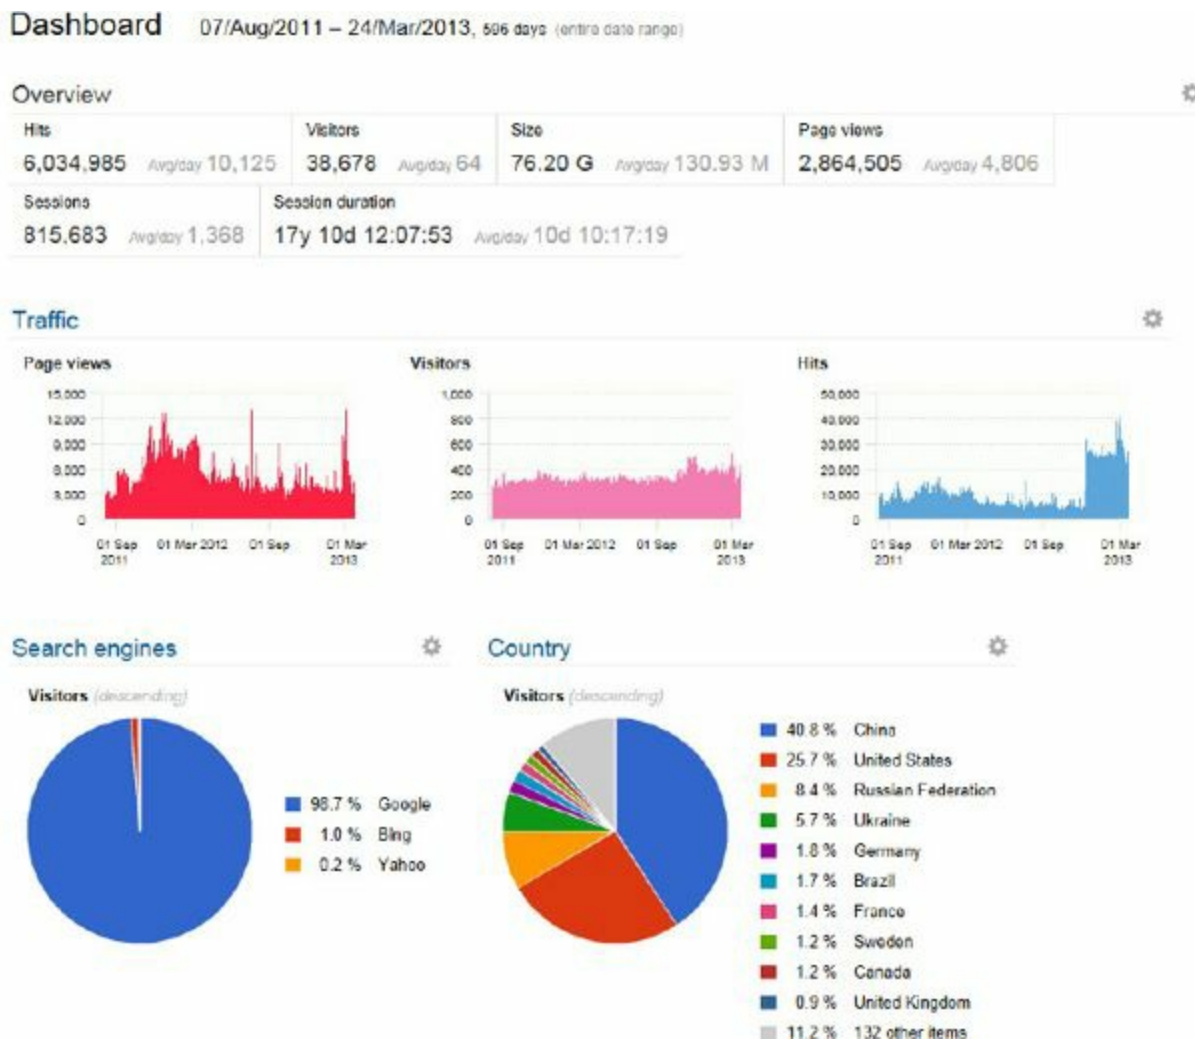 Dashboard 07/Aug/2011 – 24/Mar/2013, 596 days (entire date range)
Overview
Hits Visitors Size Page views
6,034,985 Avg/day 10,125 38,678 Avg/day 64 76.20 G Avg/day 130.93 M 2,864,505 Avg/day 4,806
Sessions Session duration
815,683 Avg/day 1,368 17y 10d 12:07:53 Avg/day 10d 10:17:19
Traffic
Page views Visitors Hits
15,000 1,000 50,000
12,000 800 40,000
9,000 600 30,000
6,000 400 20,000
3,000 200 10,000
0 0 0
01 Sep 01 Mar 2012 01 Sep 01 Mar 01 Sep 01 Mar 2012 01 Sep 01 Mar 01 Sep 01 Mar 2012 01 Sep 01 Mar
2011 2013 2011 2013 2011 2013
Search engines Country
Visitors (descending) Visitors (descending)
98.7 % Google
1.0 % Bing
0.2 % Yahoo
40.8 % China
25.7 % United States
8.4 % Russian Federation
5.7 % Ukraine
1.8 % Germany
1.7 % Brazil
1.4 % France
1.2 % Sweden
1.2 % Canada
0.9 % United Kingdom
11.2 % 132 other items